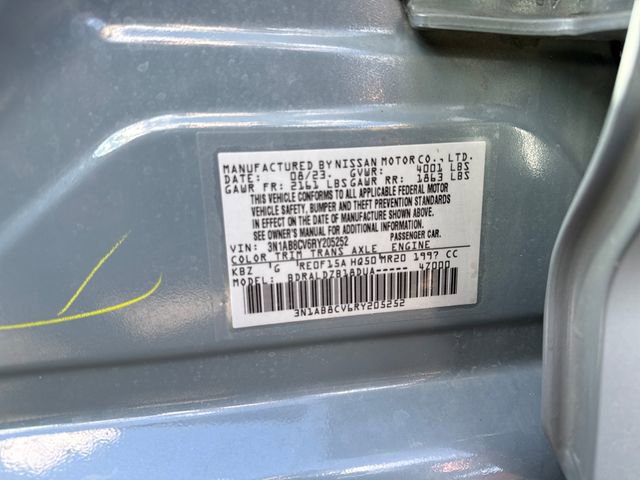 MANUFACTURED BY NISSAN MOTOR CO., LTD.
DATE: 08/23 GVWR: 4001 LBS
GAWR FR: 2161 LBS GAWR RR: 1863 LBS
THIS VEHICLE CONFORMS TO ALL APPLICABLE FEDERAL MOTOR
VEHICLE SAFETY, BUMPER AND THEFT PREVENTION STANDARDS
IN EFFECT ON THE DATE OF MANUFACTURE SHOWN ABOVE.
SEE OWNER'S MANUAL FOR ADDITIONAL INFORMATION.
VIN: 3N1AB8CV6RY205252 PASSENGER CAR.
COLOR TRIM TRANS AXLE ENGINE
KBZ G RE0F15A HQ50 MR20 1997 CC
MODEL: BDRALDZB18DUA----- 4Z000
3N1AB8CV6RY205252